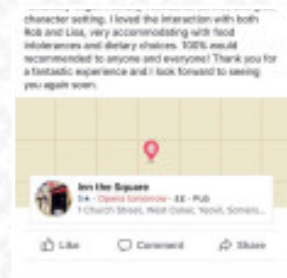 character setting. I loved the interaction with both
Rob and Lisa, very accommodating with food
intolerances and dietary choices. 100% would
recommended to anyone and everyone! Thank you for
a fantastic experience and I look forward to seeing
you again soon.
Inn the Square
Opens tomorrow · ££ · Pub
1 Church Street, West Coker, Yeovil, Somers...
Like
Comment
Share